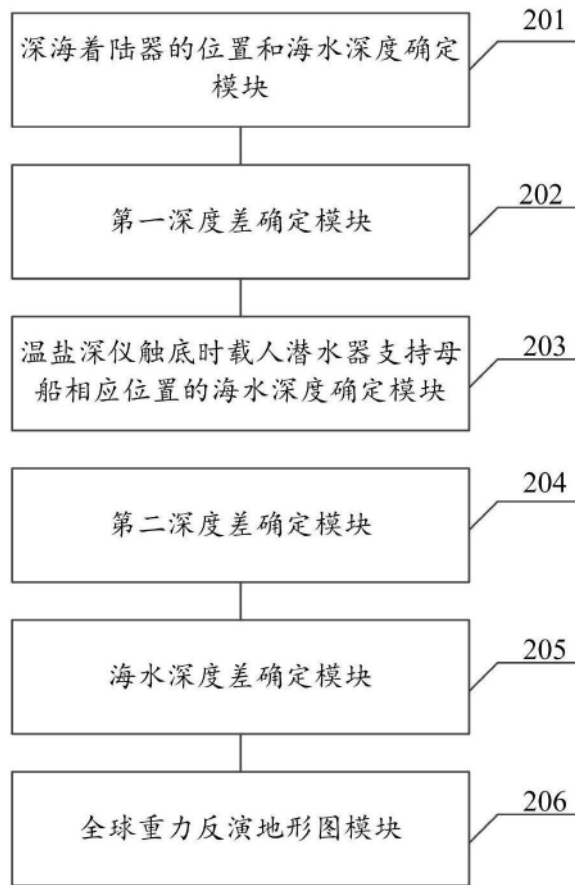 201
深海着陆器的位置和海水深度确定
模块
202
第一深度差确定模块
203
温盐深仪触底时载人潜水器支持母
船相应位置的海水深度确定模块
204
第二深度差确定模块
205
海水深度差确定模块
206
全球重力反演地形图模块